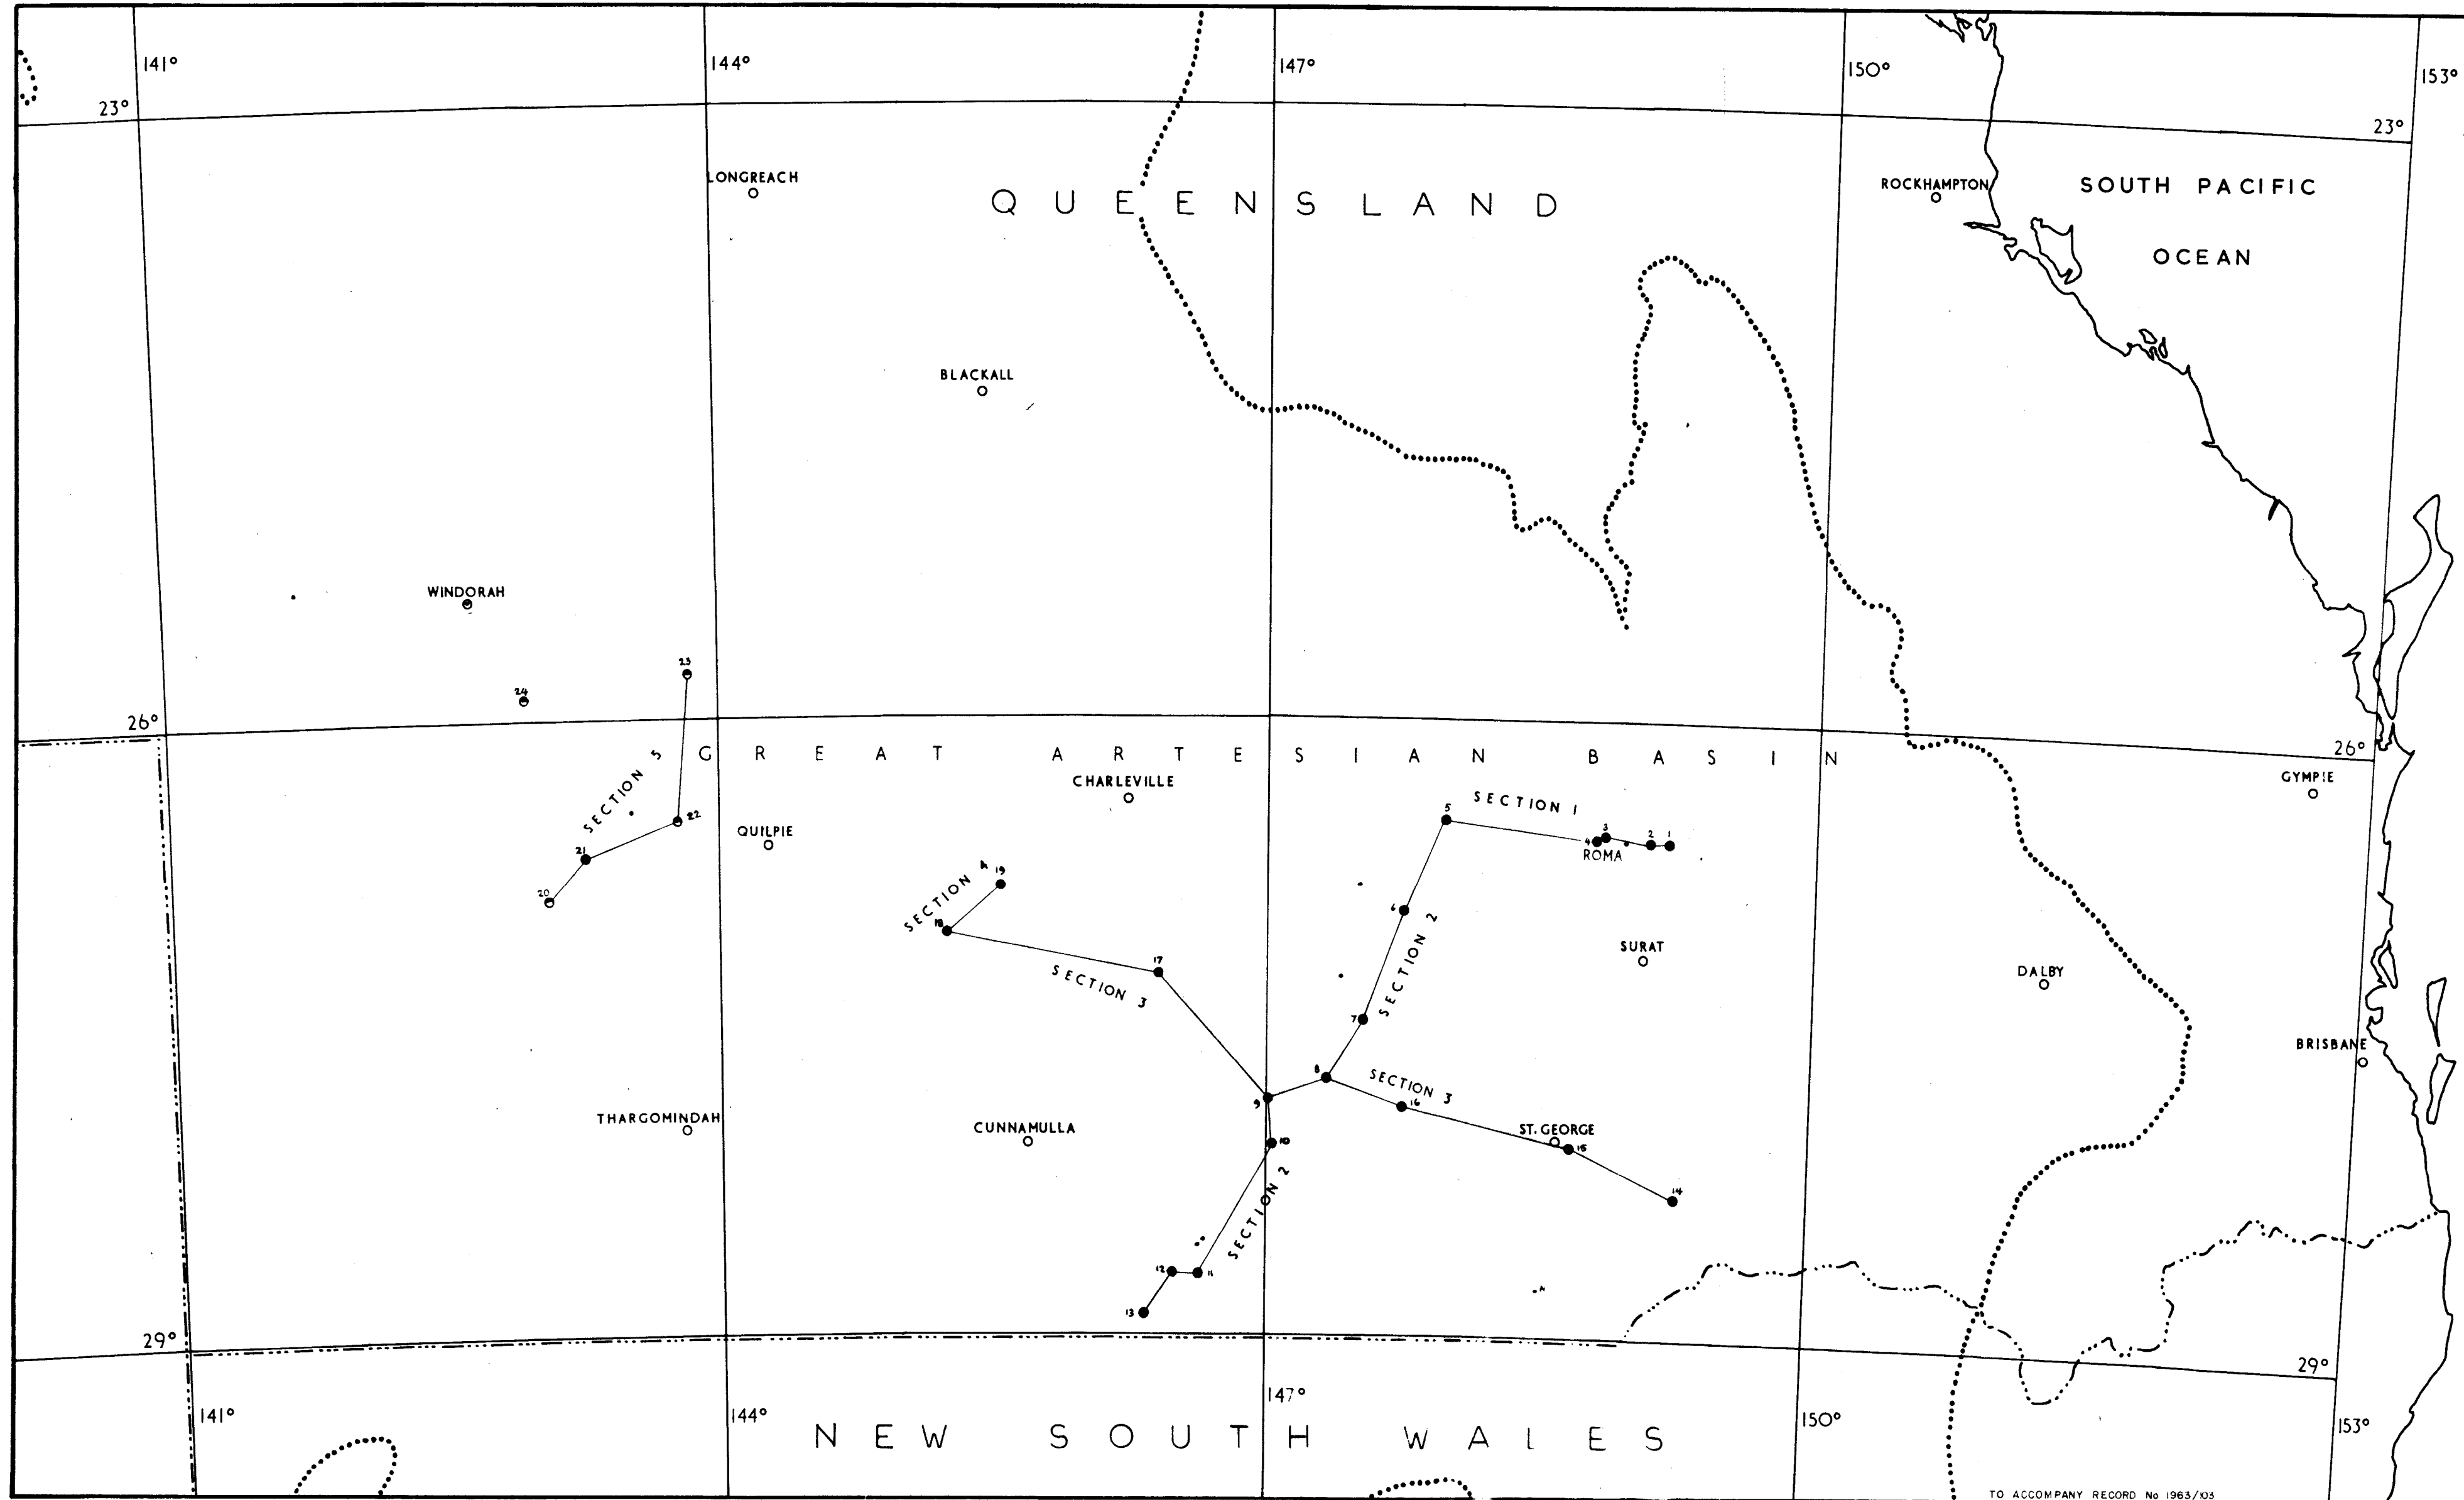 141°
144°
147°
150°
153°
23°
23°
LONGREACH
QUEENSLAND
ROCKHAMPTON
SOUTH PACIFIC
OCEAN
BLACKALL
WINDORAH
23
24
26°
26°
GREAT ARTESIAN BASIN
SECTION 5
CHARLEVILLE
GYMPIE
SECTION 1
5
22
QUILPIE
4
3
2
1
ROMA
21
20
SECTION 4
19
18
6
SECTION 2
SURAT
17
SECTION 3
DALBY
7
BRISBANE
8
SECTION 3
9
16
THARGOMINDAH
CUNNAMULLA
10
ST. GEORGE
15
14
SECTION 2
12
11
13
29°
29°
141°
144°
147°
150°
153°
NEW SOUTH WALES
TO ACCOMPANY RECORD No 1963/103